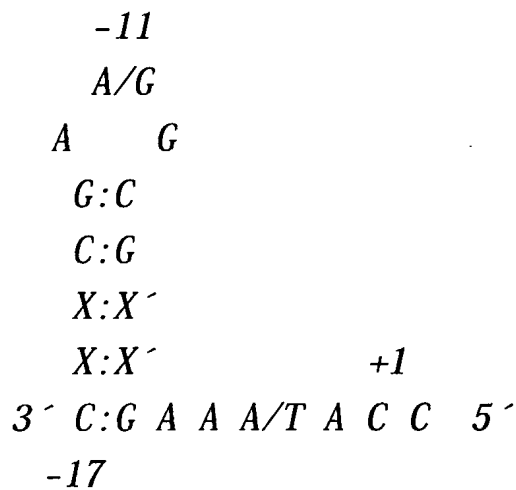 -11
A/G
A G
G:C
C:G
X:X´
X:X´ +1
3´ C:G A A A/T A C C 5´
-17